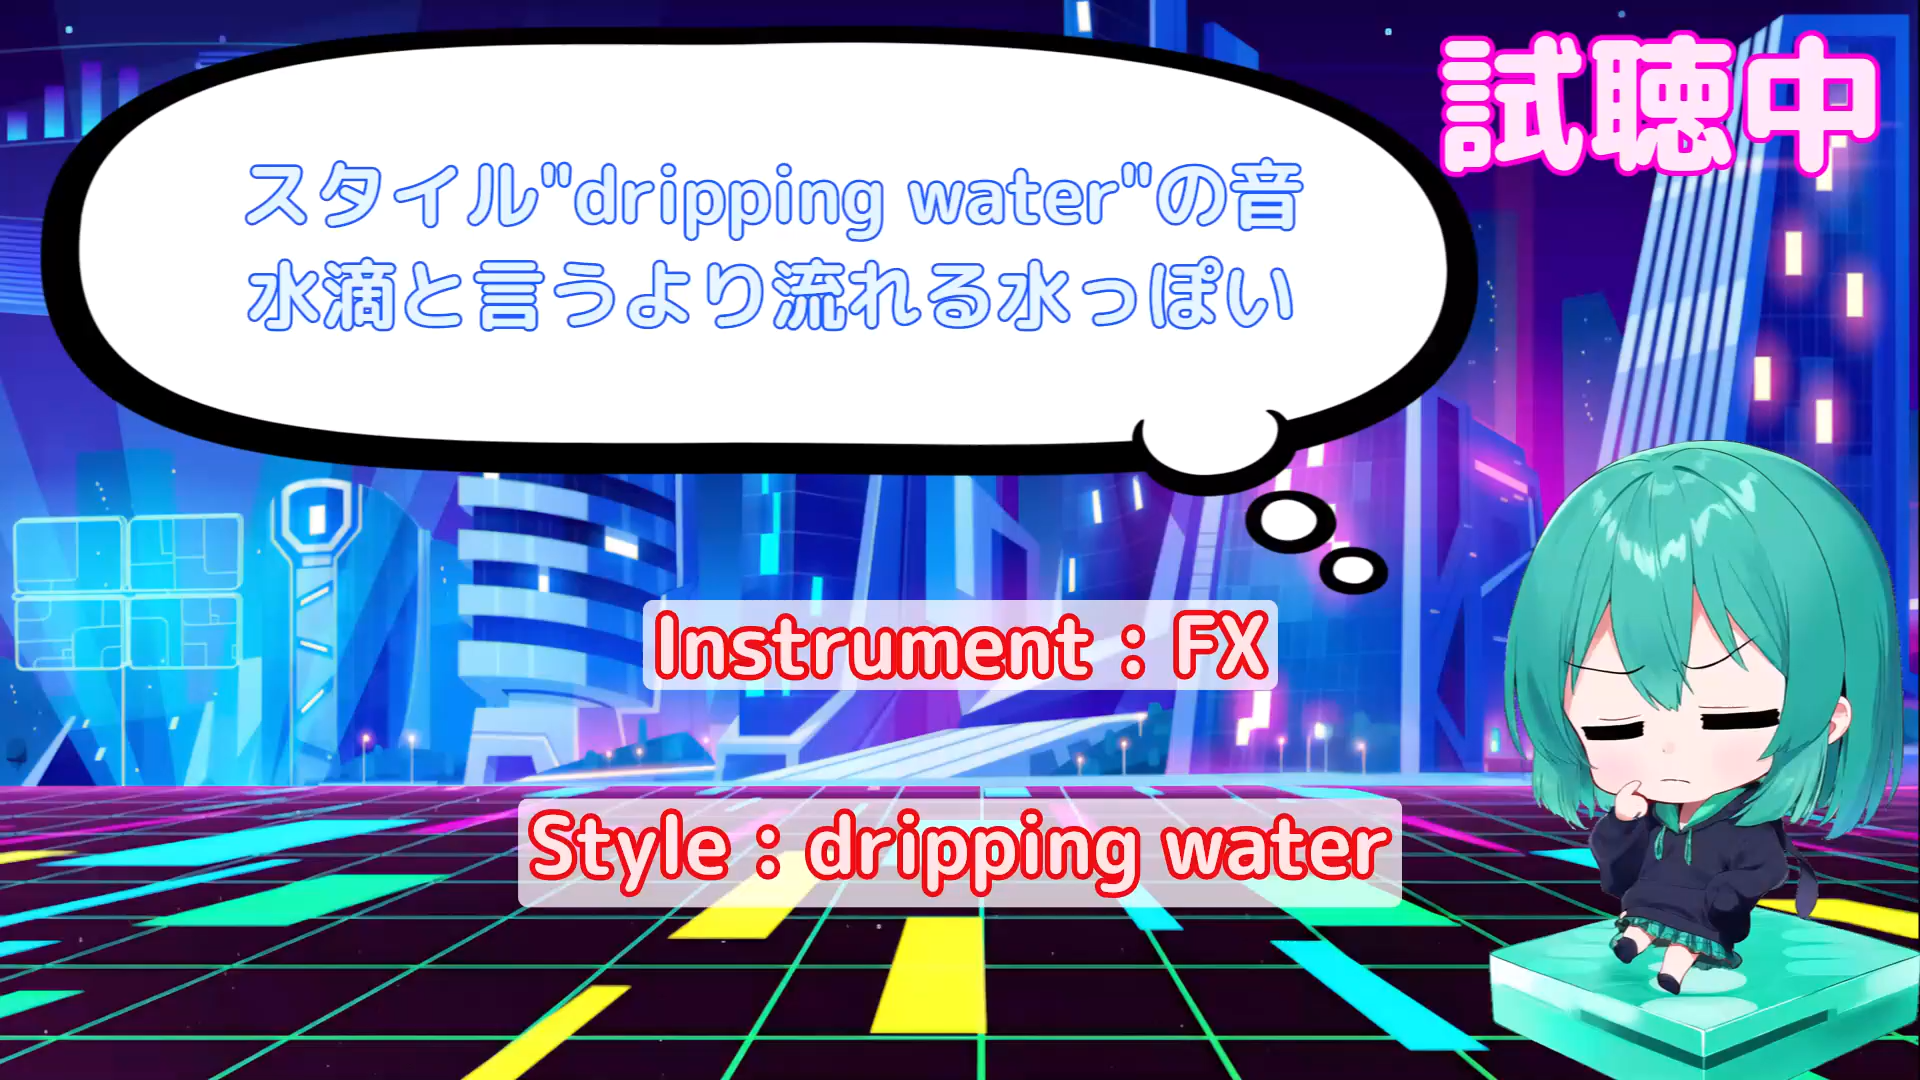 試聴中
スタイル"dripping water"の音
水滴と言うより流れる水っぽい
Instrument : FX
Style : dripping water